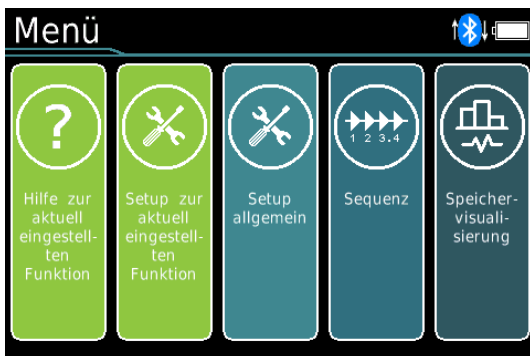 Menü
?
1 2 3.4
Hilfe zur
aktuell
eingestell-
ten
Funktion
Setup zur
aktuell
eingestell-
ten
Funktion
Setup
allgemein
Sequenz
Speicher-
visuali-
sierung